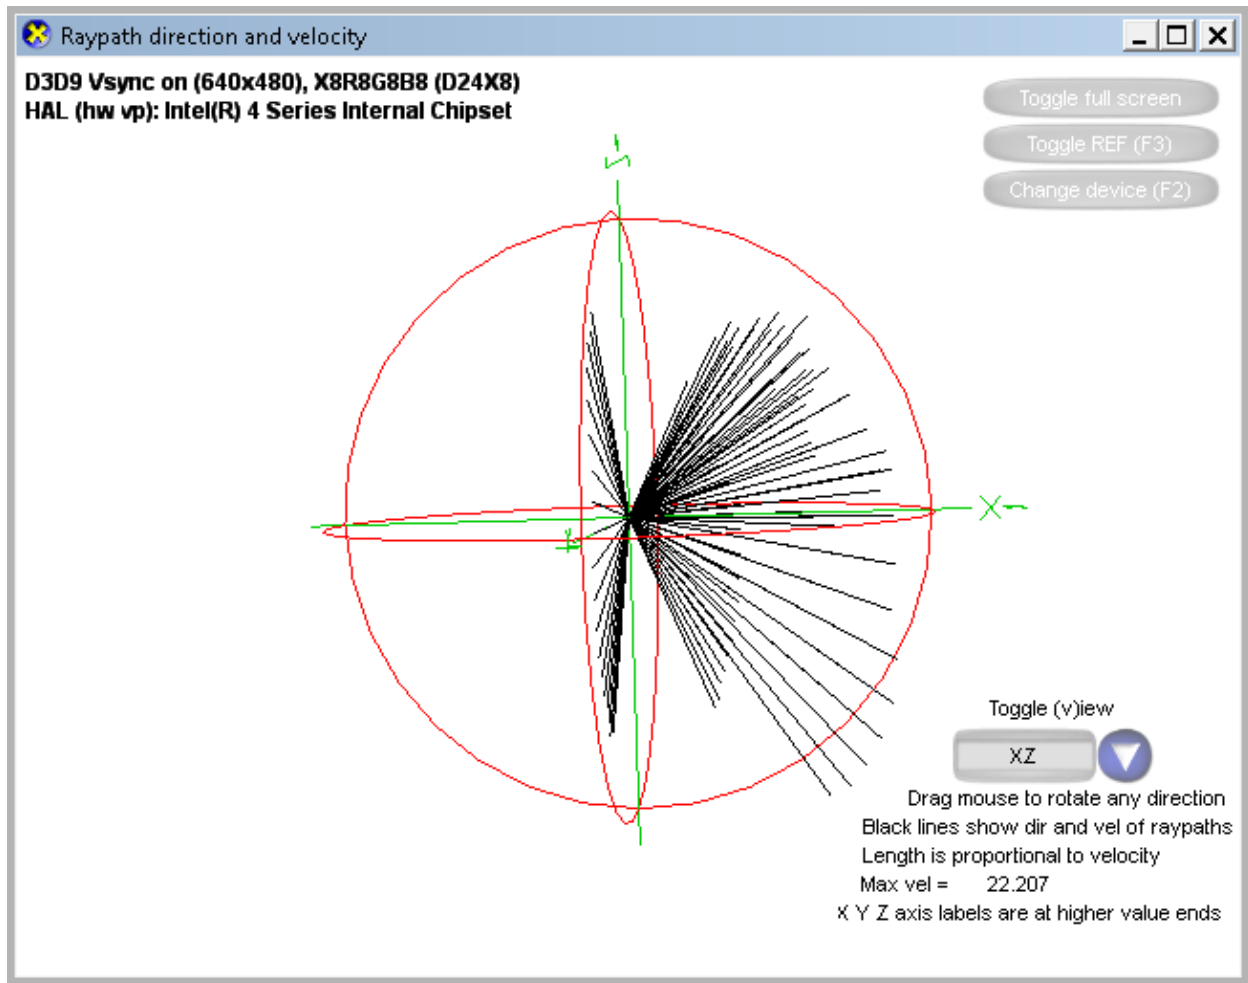 Raypath direction and velocity
D3D9 Vsync on (640x480), X8R8G8B8 (D24X8)
HAL (hw vp): Intel(R) 4 Series Internal Chipset
Toggle full screen
Toggle REF (F3)
Change device (F2)
X
Toggle (v)iew
XZ
Drag mouse to rotate any direction
Black lines show dir and vel of raypaths
Length is proportional to velocity
Max vel = 22.207
X Y Z axis labels are at higher value ends